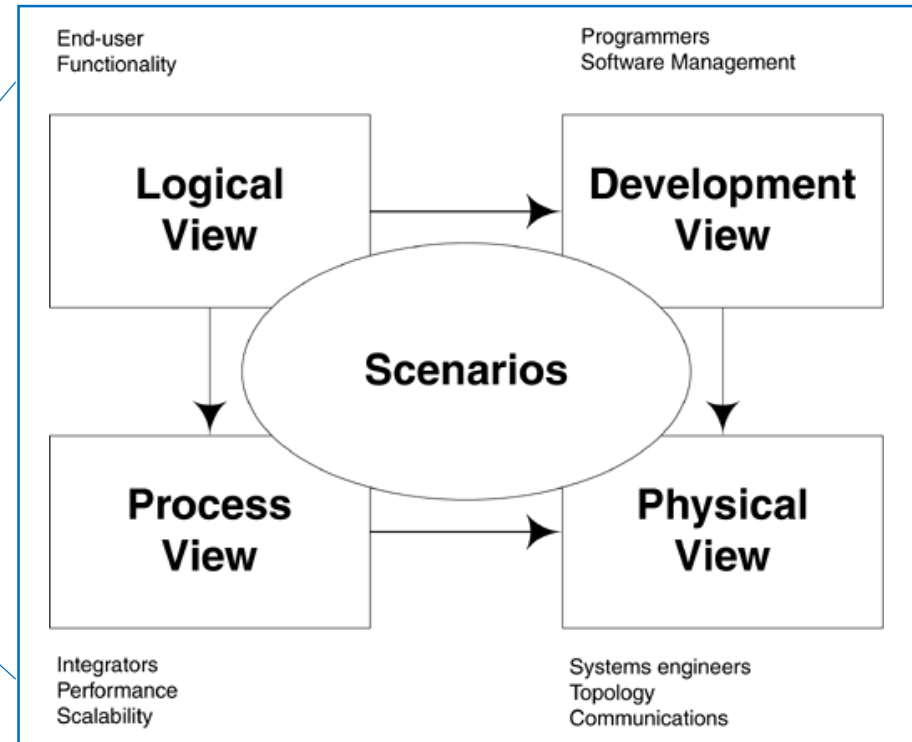 End-user
Functionality
Programmers
Software Management
Logical
View
Development
View
Scenarios
Process
View
Physical
View
Integrators
Performance
Scalability
Systems engineers
Topology
Communications